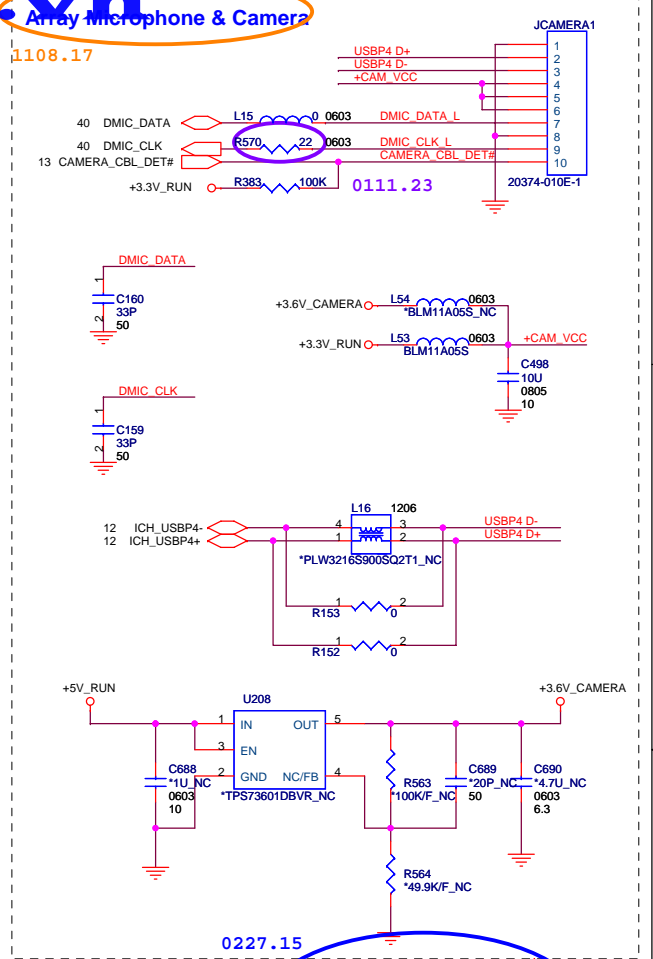 Array Microphone & Camera
1108.17
JCAMERA1
USBP4 D+
USBP4 D-
+CAM_VCC
1
2
3
4
5
6
7
8
9
10
40 DMIC_DATA
L15 0 0603
DMIC_DATA_L
40 DMIC_CLK
R570 22 0603
DMIC_CLK_L
13 CAMERA_CBL_DET#
CAMERA_CBL_DET#
+3.3V_RUN
R383 100K
0111.23
20374-010E-1
DMIC_DATA
1
2
C160
33P
50
+3.6V_CAMERA
L54 0603
*BLM11A05S_NC
+3.3V_RUN
L53 0603
BLM11A05S
+CAM_VCC
C498
10U
0805
10
DMIC_CLK
1
2
C159
33P
50
L16 1206
12 ICH_USBP4-
4 3
USBP4 D-
12 ICH_USBP4+
1 2
USBP4 D+
*PLW3216S900SQ2T1_NC
1 2
R153 0
1 2
R152 0
+5V_RUN
+3.6V_CAMERA
U208
1 IN OUT 5
3 EN
2 GND NC/FB 4
*TPS73601DBVR_NC
C688
*1U_NC
0603
10
R563
*100K/F_NC
C689
*20P_NC
50
C690
*4.7U_NC
0603
6.3
R564
*49.9K/F_NC
0227.15